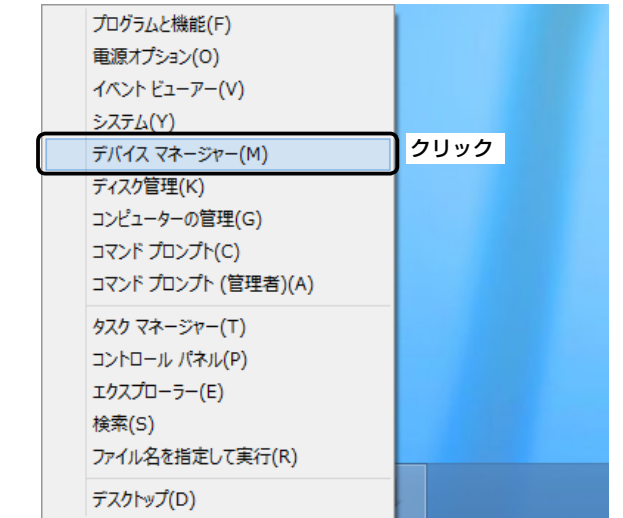 プログラムと機能(F)
電源オプション(O)
イベント ビューアー(V)
システム(Y)
デバイス マネージャー(M)
クリック
ディスク管理(K)
コンピューターの管理(G)
コマンド プロンプト(C)
コマンド プロンプト (管理者)(A)
タスク マネージャー(T)
コントロール パネル(P)
エクスプローラー(E)
検索(S)
ファイル名を指定して実行(R)
デスクトップ(D)